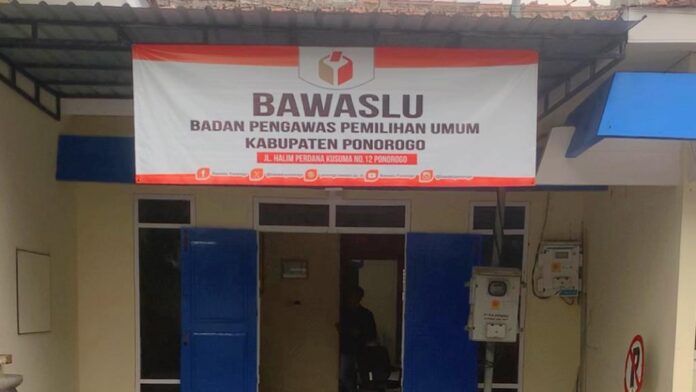 BAWASLU
BADAN PENGAWAS PEMILIHAN UMUM
KABUPATEN PONOROGO
JL. HALIM PERDANA KUSUMA NO.12 PONOROGO